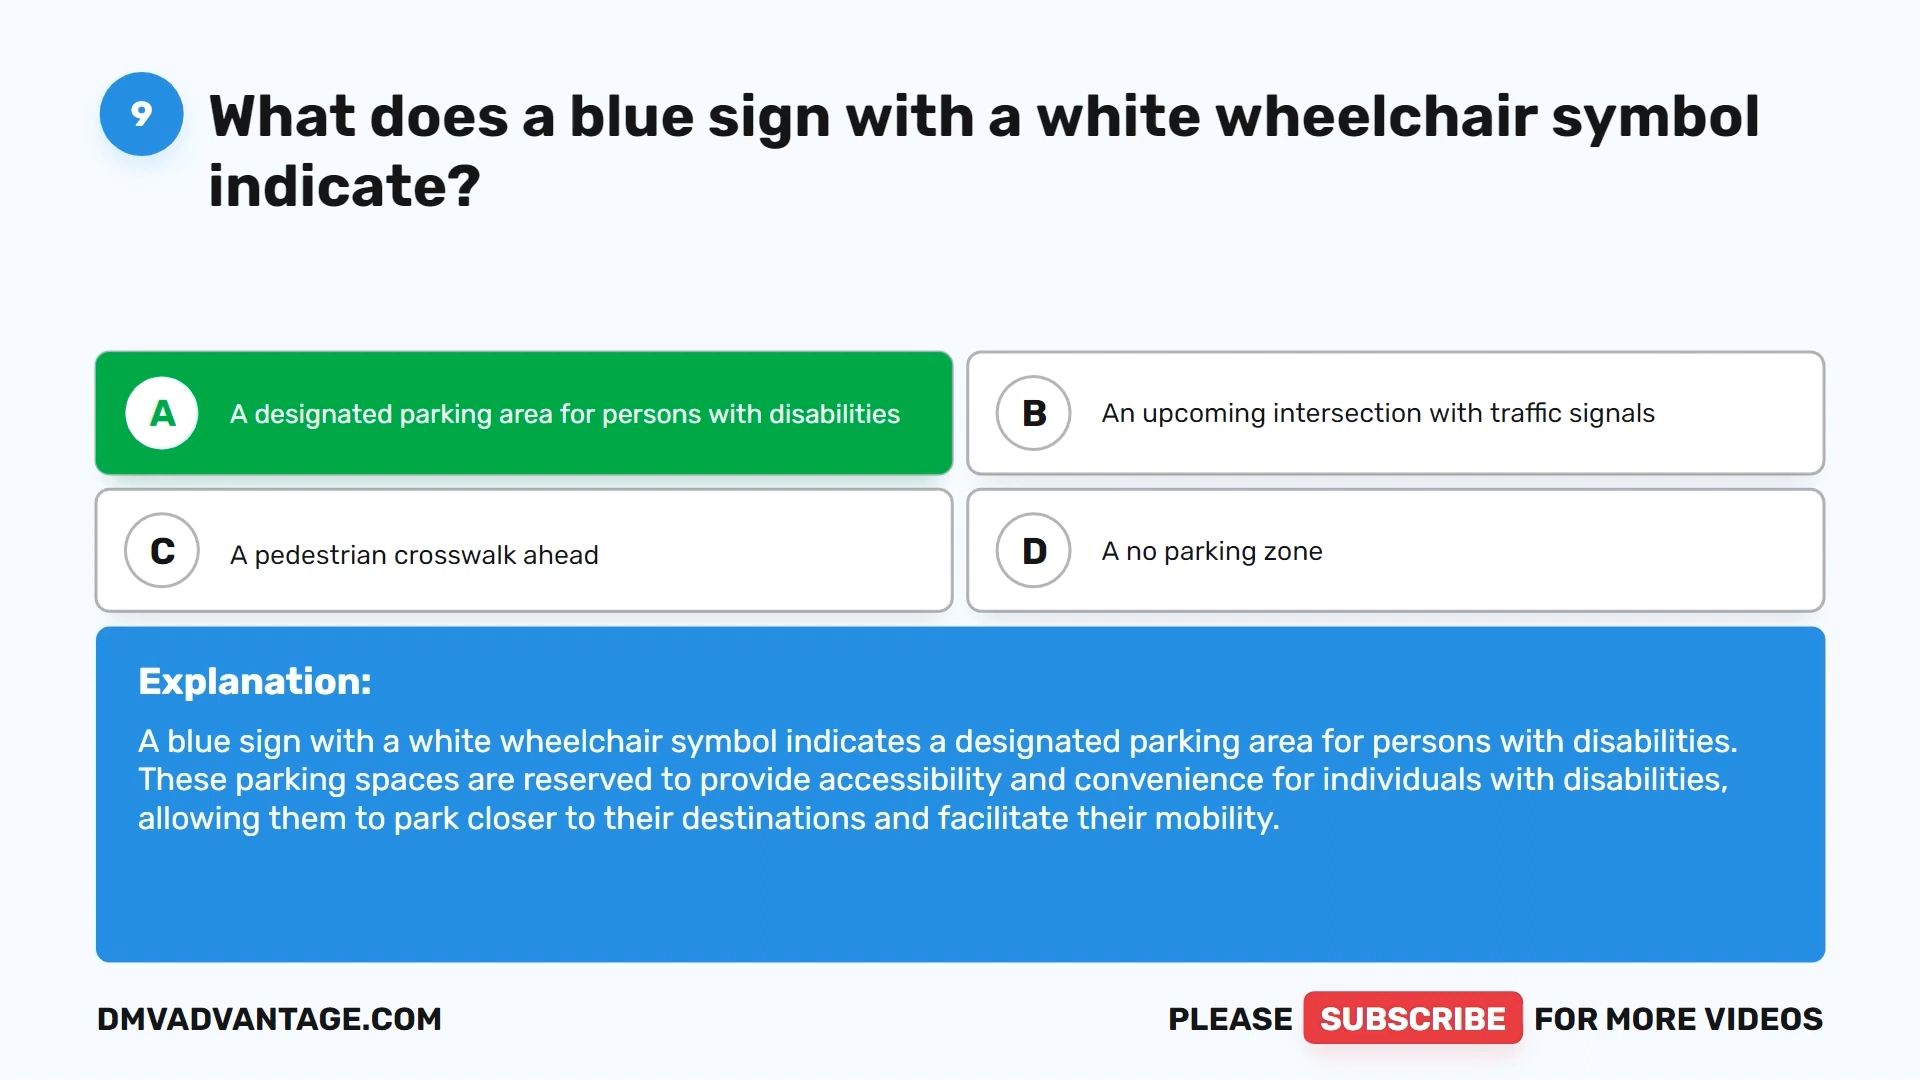 9
What does a blue sign with a white wheelchair symbol
indicate?
A
A designated parking area for persons with disabilities
B
An upcoming intersection with traffic signals
C
A pedestrian crosswalk ahead
D
A no parking zone
Explanation:
A blue sign with a white wheelchair symbol indicates a designated parking area for persons with disabilities.
These parking spaces are reserved to provide accessibility and convenience for individuals with disabilities,
allowing them to park closer to their destinations and facilitate their mobility.
DMVADVANTAGE.COM
PLEASE SUBSCRIBE FOR MORE VIDEOS